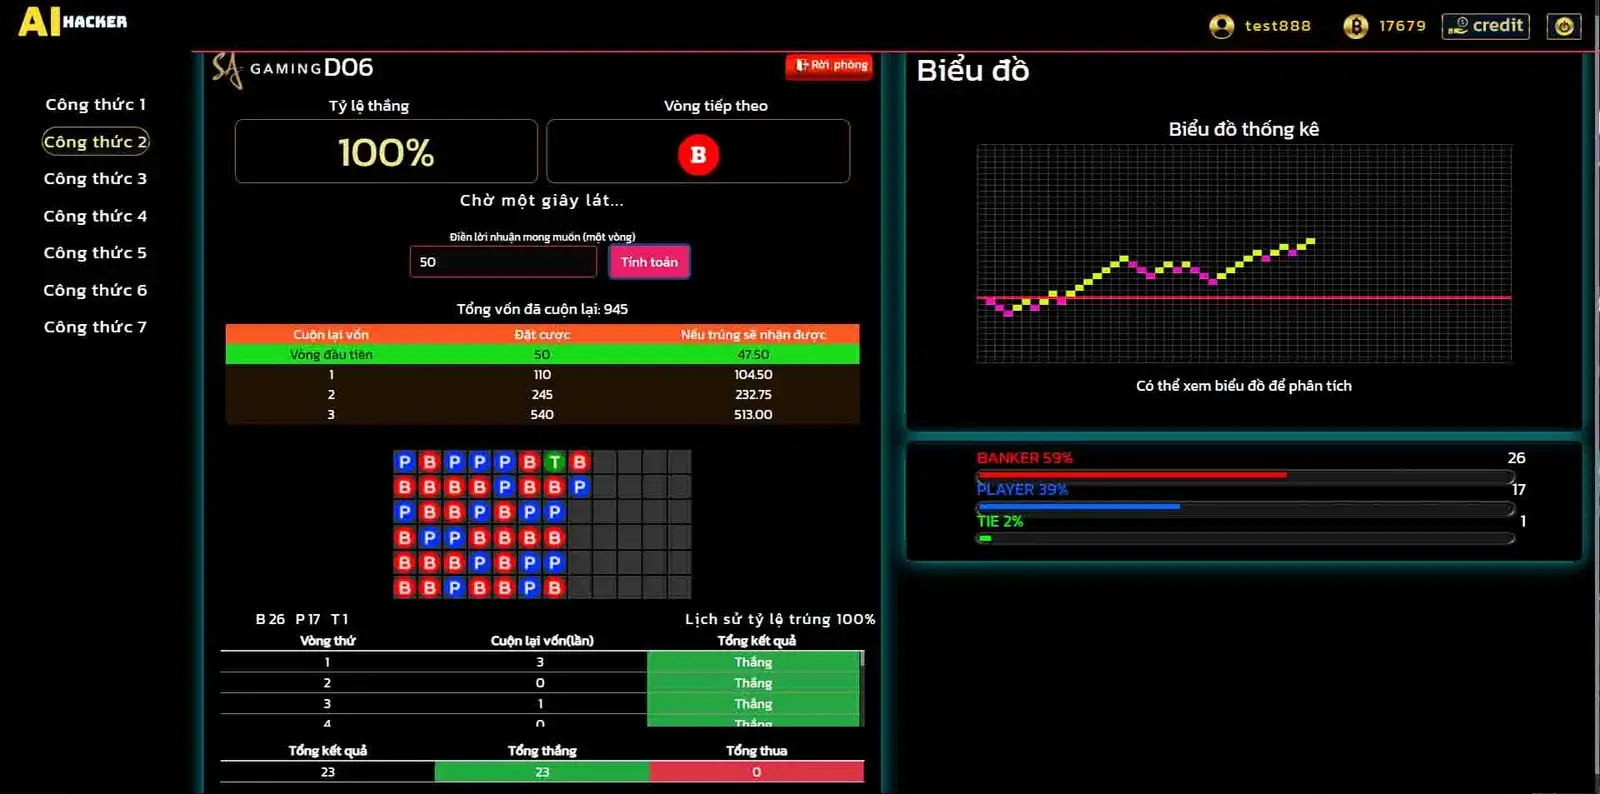 AI HACKER
test888 17679 credit
Công thức 1
Công thức 2
Công thức 3
Công thức 4
Công thức 5
Công thức 6
Công thức 7
SA GAMING D06 Rời phòng
Tỷ lệ thắng Vòng tiếp theo
100% B
Chờ một giây lát...
Điền lời nhuận mong muốn (một vòng)
50 Tính toán
Tổng vốn đã cuộn lại: 945
Cuộn lại vốn Đặt cược Nếu trúng sẽ nhận được
Vòng đầu tiên 50 47.50
1 110 104.50
2 245 232.75
3 540 513.00
P B P P P B T B
B B B B P B B P
P B B P B P P
B P P B B B B
B B B P B P P
B B P B B P B
B 26 P 17 T 1 Lịch sử tỷ lệ trúng 100%
Vòng thứ Cuộn lại vốn(lần) Tổng kết quả
1 3 Thắng
2 0 Thắng
3 1 Thắng
4 0 Thắng
Tổng kết quả Tổng thắng Tổng thua
23 23 0
Biểu đồ
Biểu đồ thống kê
Có thể xem biểu đồ để phân tích
BANKER 59% 26
PLAYER 39% 17
TIE 2% 1